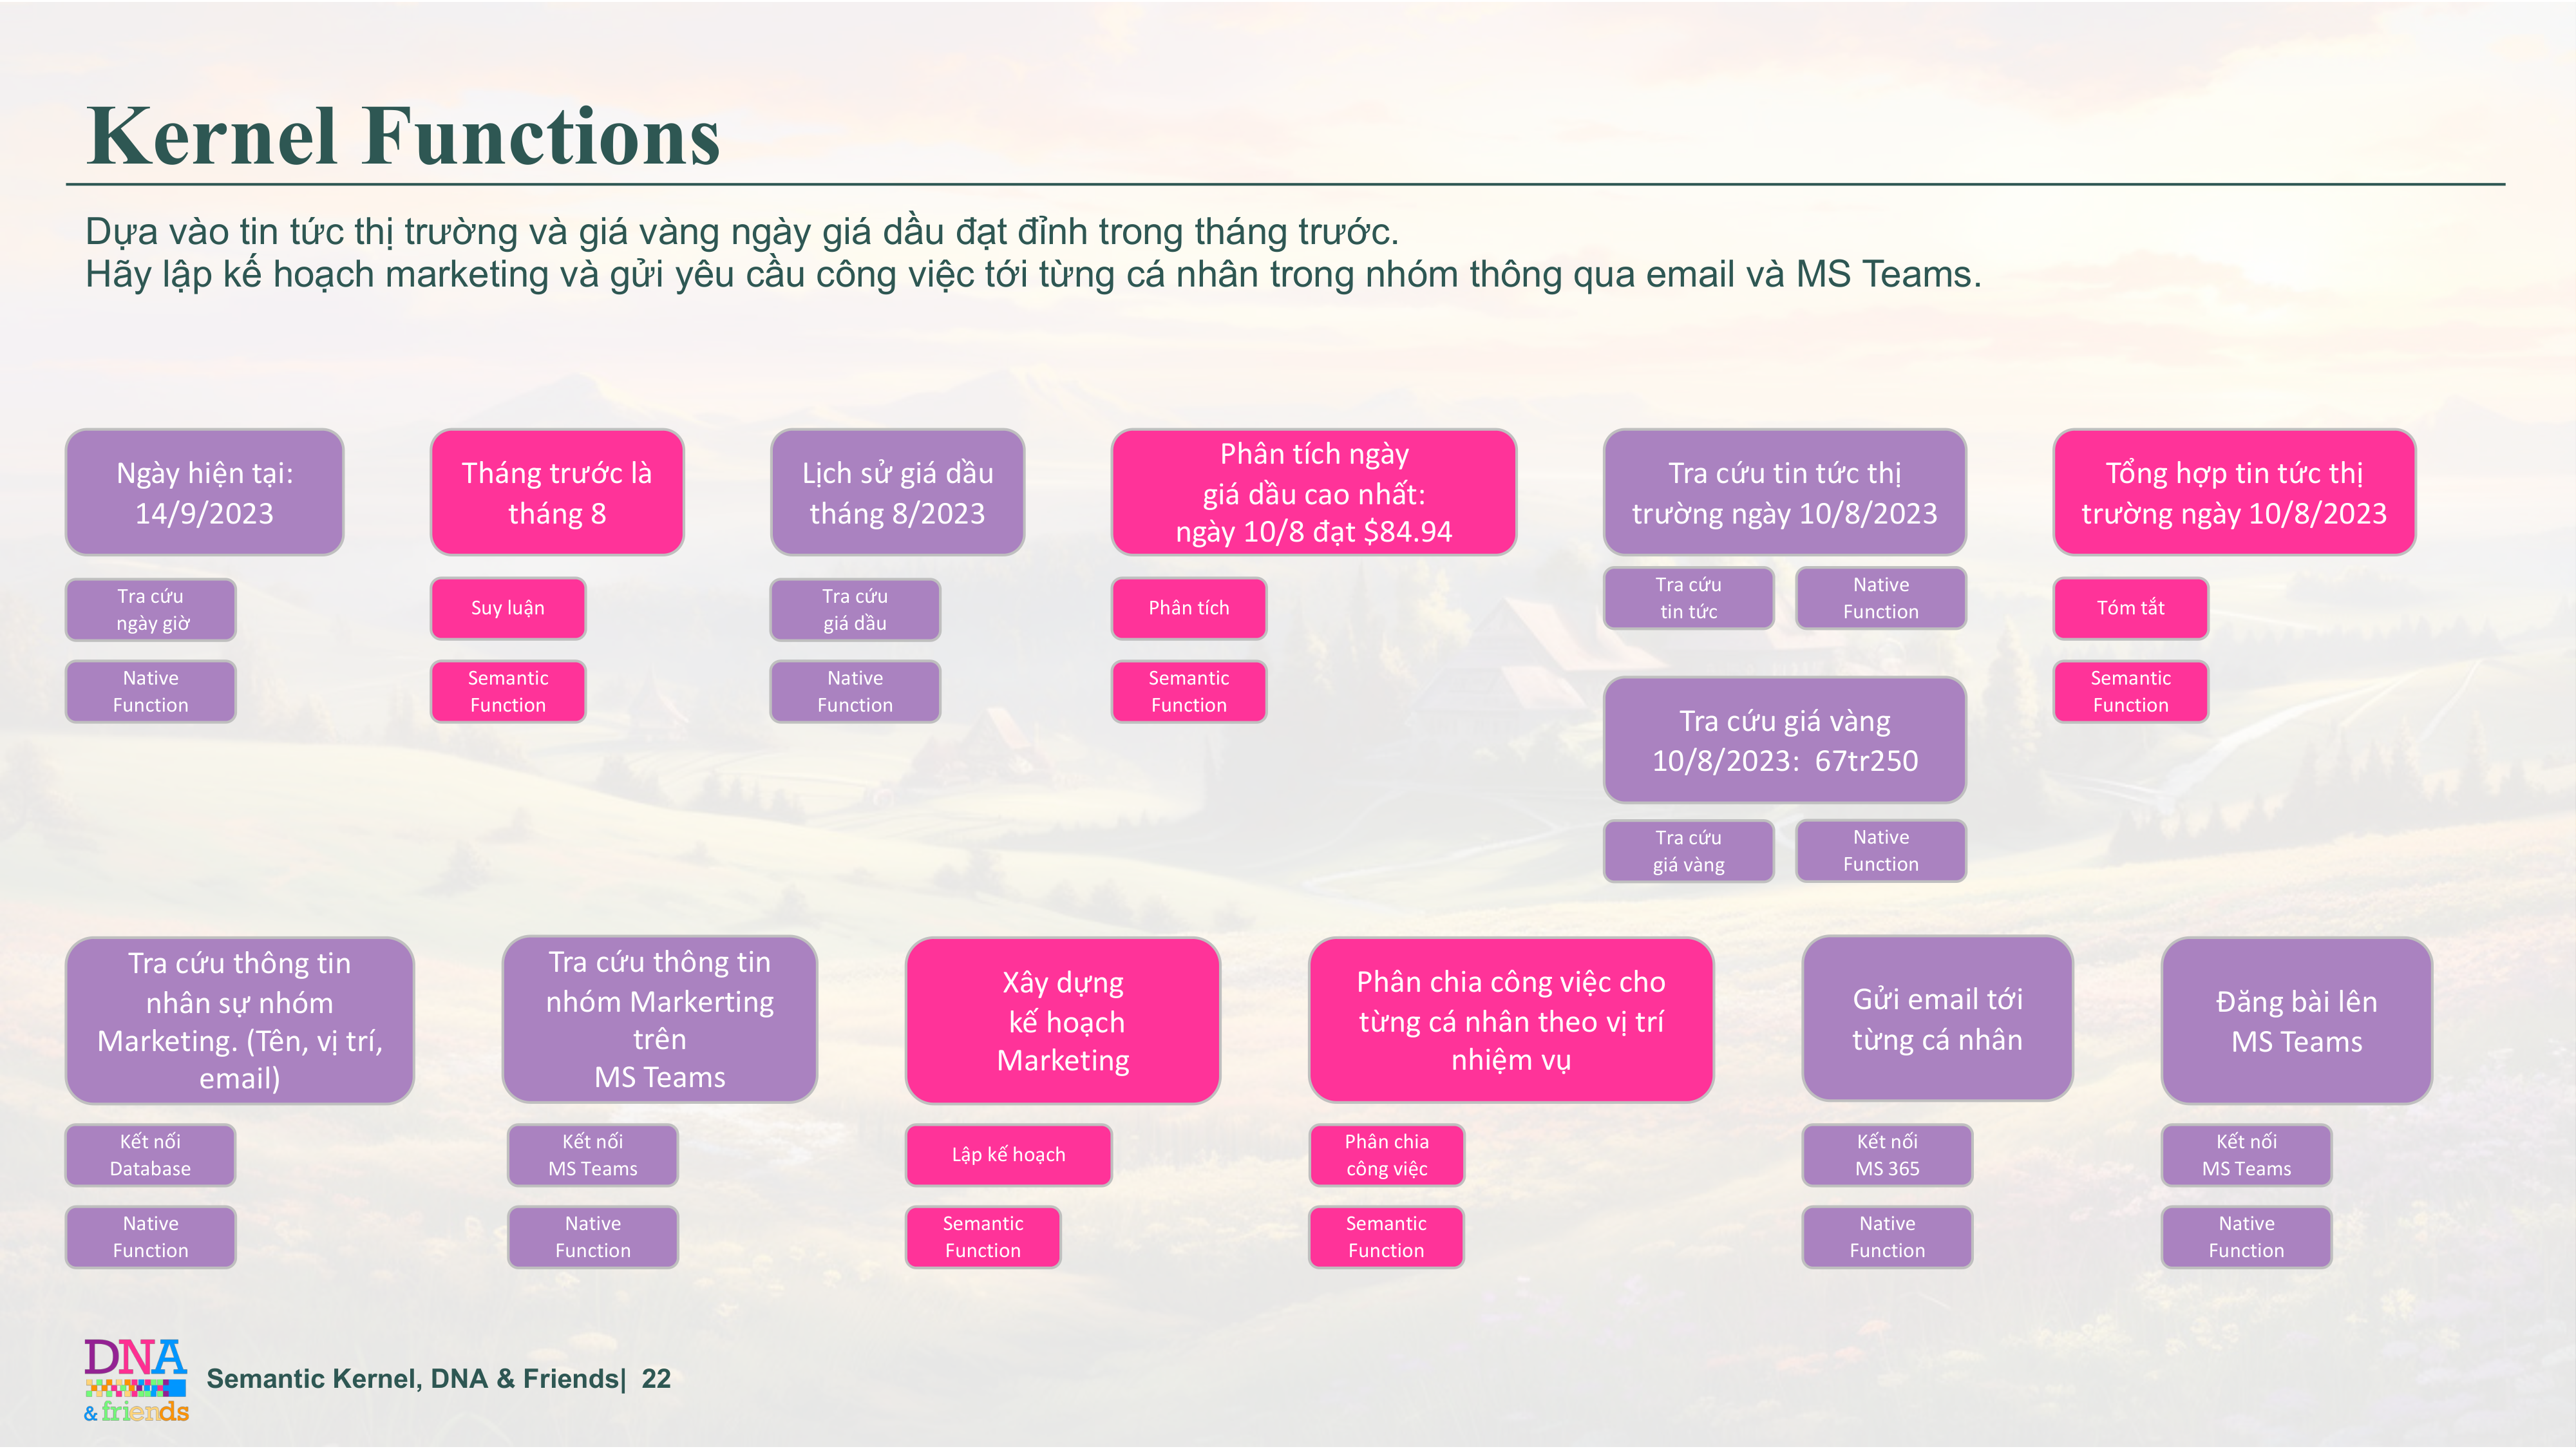 Kernel Functions
Dựa vào tin tức thị trường và giá vàng ngày giá dầu đạt đỉnh trong tháng trước.
Hãy lập kế hoạch marketing và gửi yêu cầu công việc tới từng cá nhân trong nhóm thông qua email và MS Teams.
Ngày hiện tại:
14/9/2023
Tra cứu
ngày giờ
Native
Function
Tháng trước là
tháng 8
Suy luận
Semantic
Function
Lịch sử giá dầu
tháng 8/2023
Tra cứu
giá dầu
Native
Function
Phân tích ngày
giá dầu cao nhất:
ngày 10/8 đạt $84.94
Phân tích
Semantic
Function
Tra cứu tin tức thị
trường ngày 10/8/2023
Tra cứu
tin tức
Native
Function
Tra cứu giá vàng
10/8/2023: 67tr250
Tra cứu
giá vàng
Native
Function
Tổng hợp tin tức thị
trường ngày 10/8/2023
Tóm tắt
Semantic
Function
Tra cứu thông tin
nhân sự nhóm
Marketing. (Tên, vị trí,
email)
Kết nối
Database
Native
Function
Tra cứu thông tin
nhóm Markerting
trên
MS Teams
Kết nối
MS Teams
Native
Function
Xây dựng
kế hoạch
Marketing
Lập kế hoạch
Semantic
Function
Phân chia công việc cho
từng cá nhân theo vị trí
nhiệm vụ
Phân chia
công việc
Semantic
Function
Gửi email tới
từng cá nhân
Kết nối
MS 365
Native
Function
Đăng bài lên
MS Teams
Kết nối
MS Teams
Native
Function
DNA
& friends
Semantic Kernel, DNA & Friends| 22